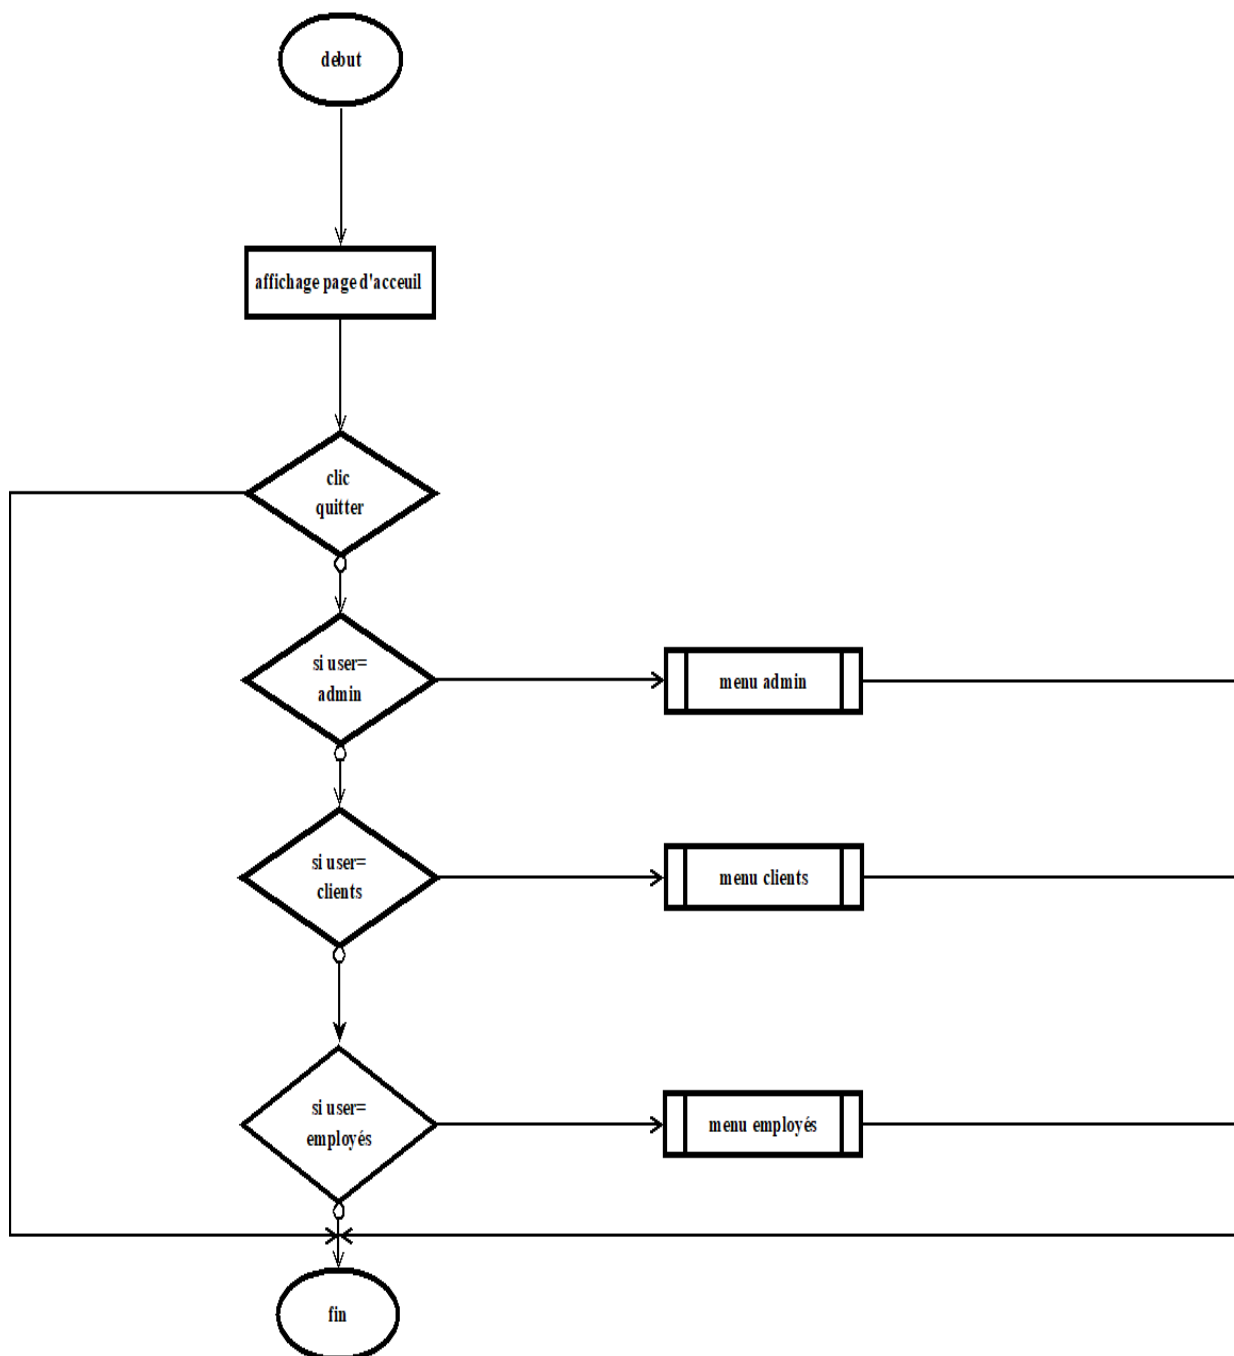 debut
affichage page d'acceuil
clic
quitter
si user=
admin
menu admin
si user=
clients
menu clients
si user=
employés
menu employés
fin